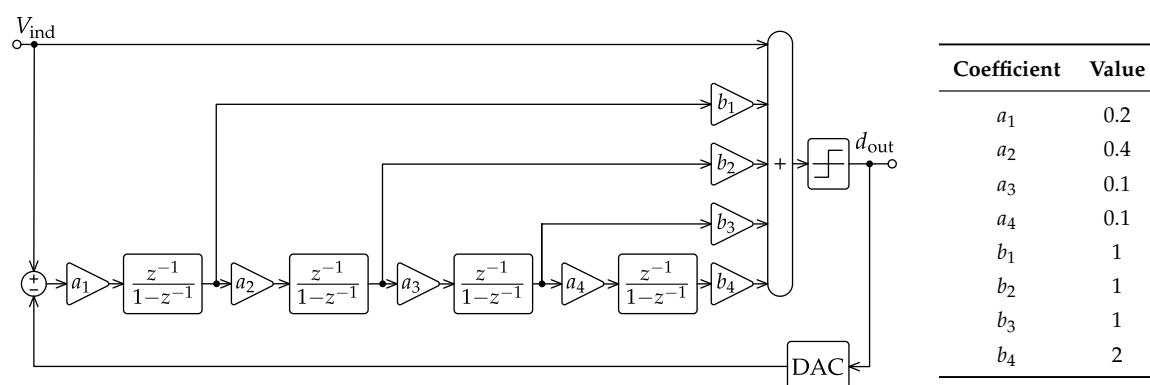 V_ind
b_1
b_2
b_3
b_4
+
d_out
+
−
a_1
z^{-1}
1−z^{-1}
a_2
z^{-1}
1−z^{-1}
a_3
z^{-1}
1−z^{-1}
a_4
z^{-1}
1−z^{-1}
DAC
Coefficient Value
a_1 0.2
a_2 0.4
a_3 0.1
a_4 0.1
b_1 1
b_2 1
b_3 1
b_4 2